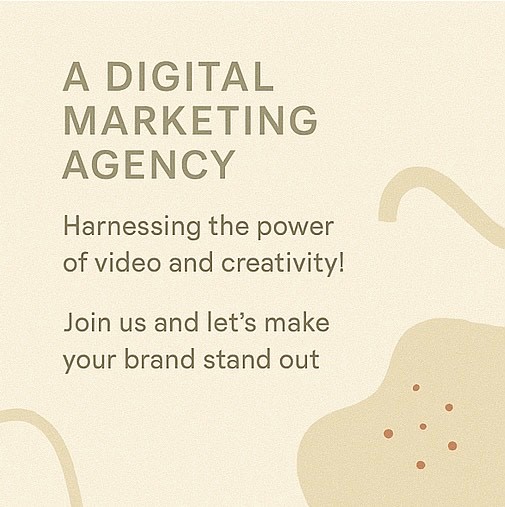 A DIGITAL
MARKETING
AGENCY
Harnessing the power
of video and creativity!
Join us and let’s make
your brand stand out